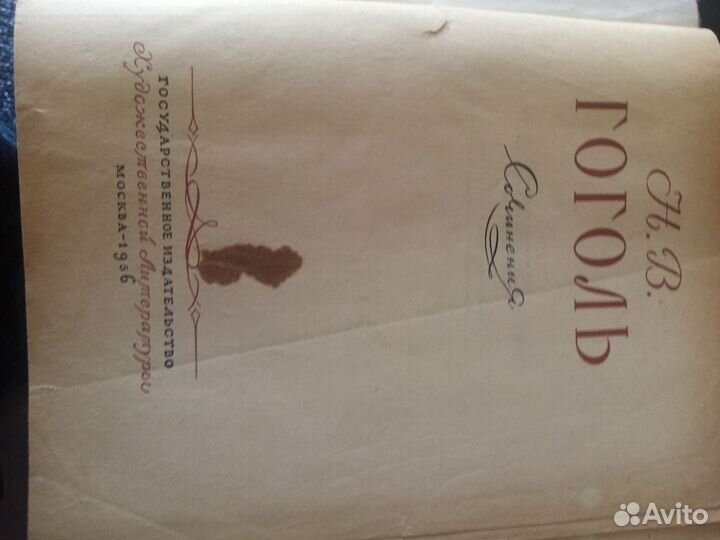 Н. В.
ГОГОЛЬ
Сочинения
ГОСУДАРСТВЕННОЕ ИЗДАТЕЛЬСТВО
Художественной Литературы
МОСКВА-1956
Avito